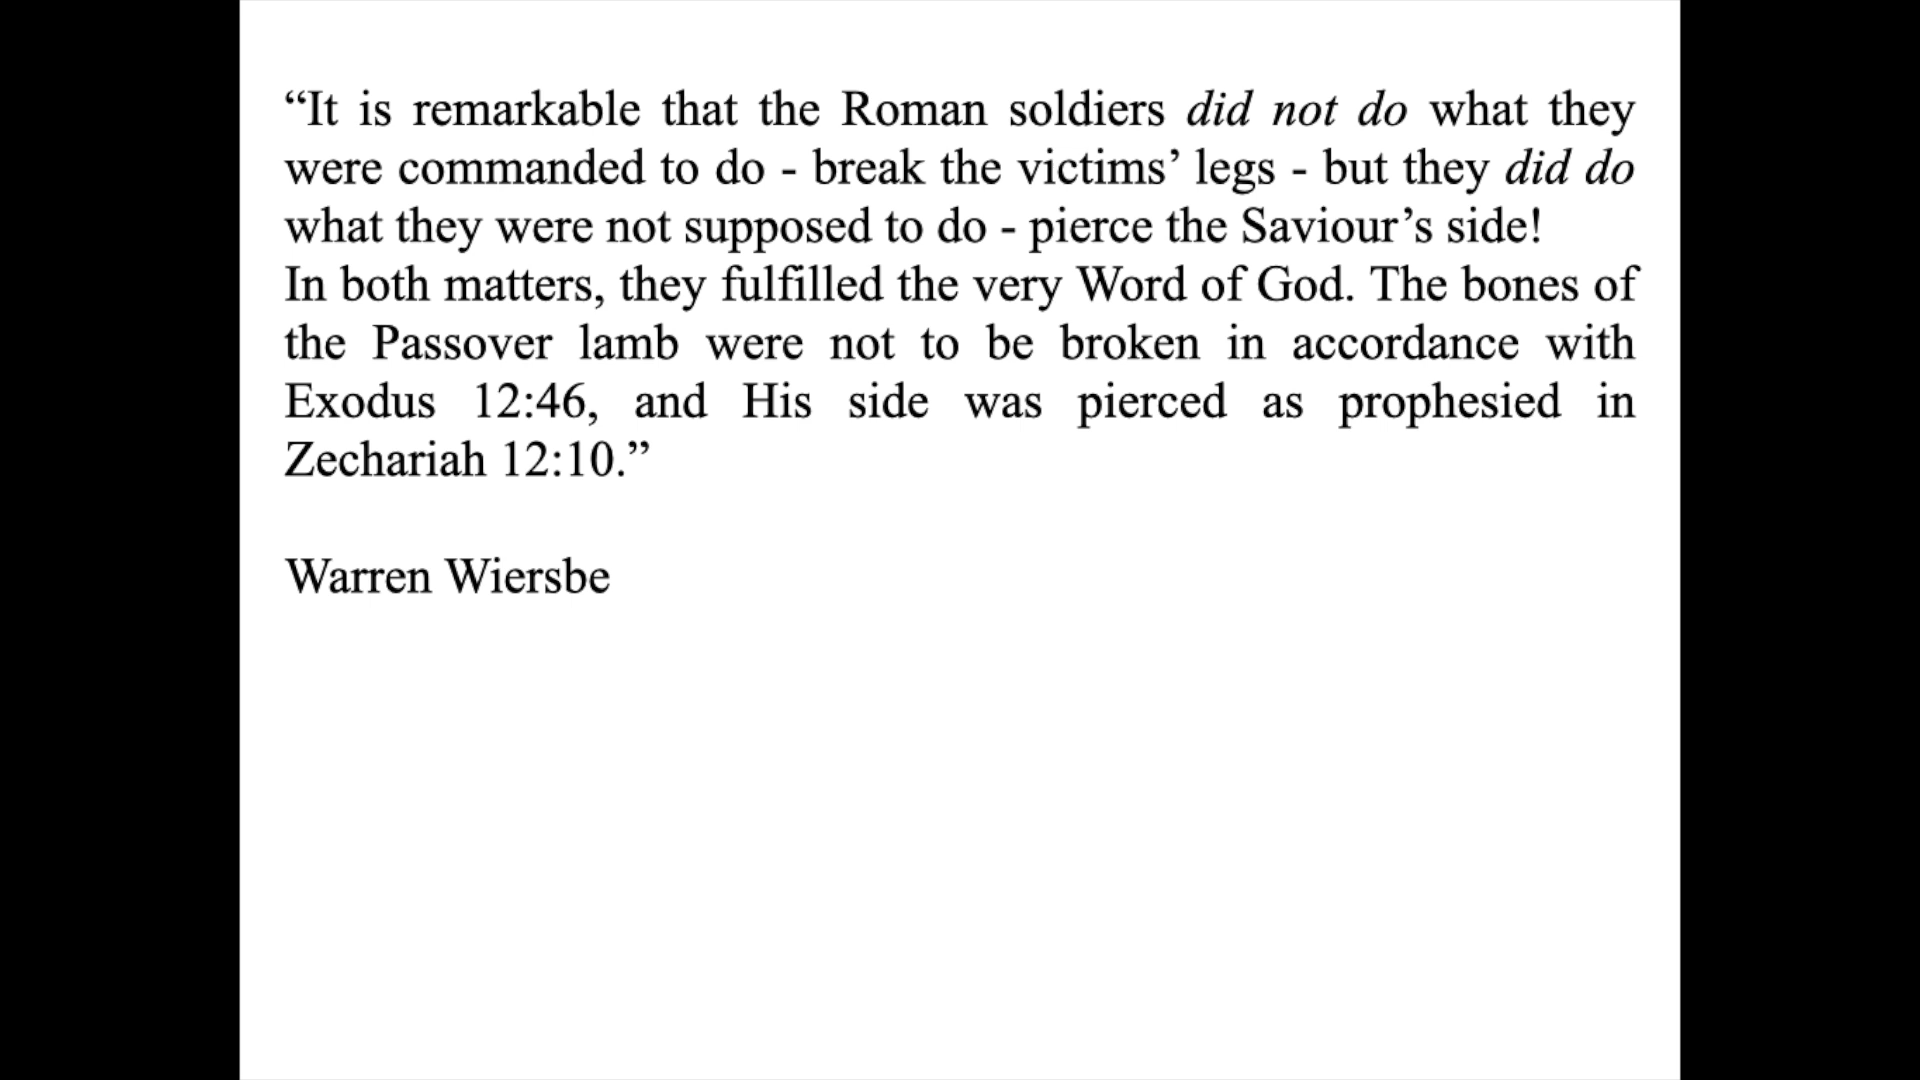 “It is remarkable that the Roman soldiers did not do what they
were commanded to do - break the victims’ legs - but they did do
what they were not supposed to do - pierce the Saviour’s side!
In both matters, they fulfilled the very Word of God. The bones of
the Passover lamb were not to be broken in accordance with
Exodus 12:46, and His side was pierced as prophesied in
Zechariah 12:10.”
Warren Wiersbe